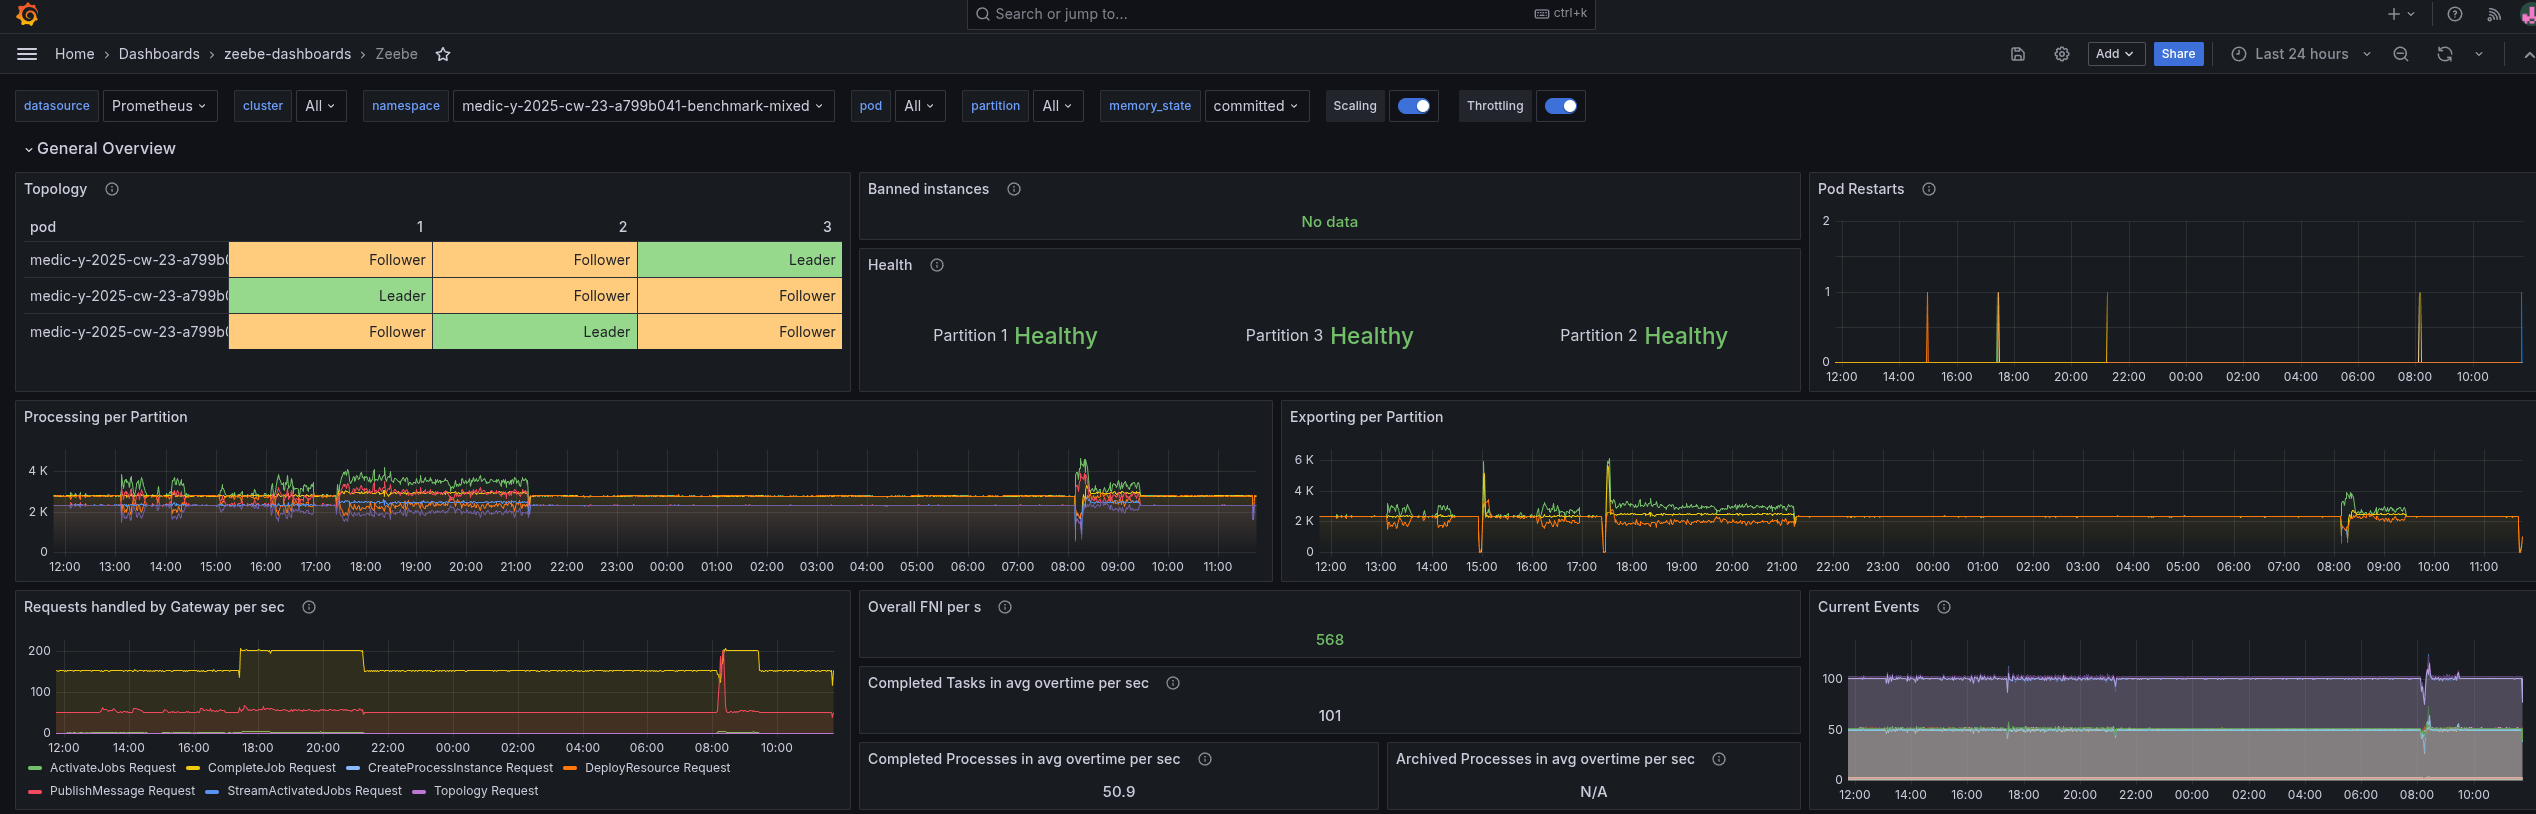 Search or jump to... ctrl+k
Home › Dashboards › zeebe-dashboards › Zeebe Add Share Last 24 hours
datasource Prometheus cluster All namespace medic-y-2025-cw-23-a799b041-benchmark-mixed pod All partition All memory_state committed Scaling Throttling
General Overview
Topology
pod 1 2 3
medic-y-2025-cw-23-a799b Follower Follower Leader
medic-y-2025-cw-23-a799b Leader Follower Follower
medic-y-2025-cw-23-a799b Follower Leader Follower
Banned instances
No data
Health
Partition 1 Healthy Partition 3 Healthy Partition 2 Healthy
Pod Restarts
2
1
0
12:00 14:00 16:00 18:00 20:00 22:00 00:00 02:00 04:00 06:00 08:00 10:00
Processing per Partition
4 K
2 K
0
12:00 13:00 14:00 15:00 16:00 17:00 18:00 19:00 20:00 21:00 22:00 23:00 00:00 01:00 02:00 03:00 04:00 05:00 06:00 07:00 08:00 09:00 10:00 11:00
Exporting per Partition
6 K
4 K
2 K
0
12:00 13:00 14:00 15:00 16:00 17:00 18:00 19:00 20:00 21:00 22:00 23:00 00:00 01:00 02:00 03:00 04:00 05:00 06:00 07:00 08:00 09:00 10:00 11:00
Requests handled by Gateway per sec
200
100
0
12:00 14:00 16:00 18:00 20:00 22:00 00:00 02:00 04:00 06:00 08:00 10:00
ActivateJobs Request CompleteJob Request CreateProcessInstance Request DeployResource Request
PublishMessage Request StreamActivatedJobs Request Topology Request
Overall FNI per s
568
Completed Tasks in avg overtime per sec
101
Completed Processes in avg overtime per sec
50.9
Archived Processes in avg overtime per sec
N/A
Current Events
100
50
0
12:00 14:00 16:00 18:00 20:00 22:00 00:00 02:00 04:00 06:00 08:00 10:00